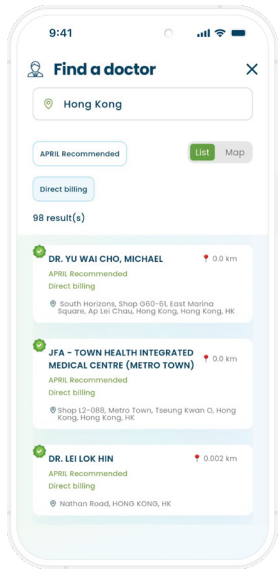 9:41
Find a doctor
Hong Kong
APRIL Recommended
List Map
Direct billing
98 result(s)
DR. YU WAI CHO, MICHAEL 0.0 km
APRIL Recommended
Direct billing
South Horizons, Shop G60-61, East Marina
Square, Ap Lei Chau, Hong Kong, Hong Kong, HK
JFA - TOWN HEALTH INTEGRATED
MEDICAL CENTRE (METRO TOWN) 0.0 km
APRIL Recommended
Direct billing
Shop L2-088, Metro Town, Tseung Kwan O, Hong
Kong, Hong Kong, HK
DR. LEI LOK HIN 0.002 km
APRIL Recommended
Direct billing
Nathan Road, HONG KONG, HK